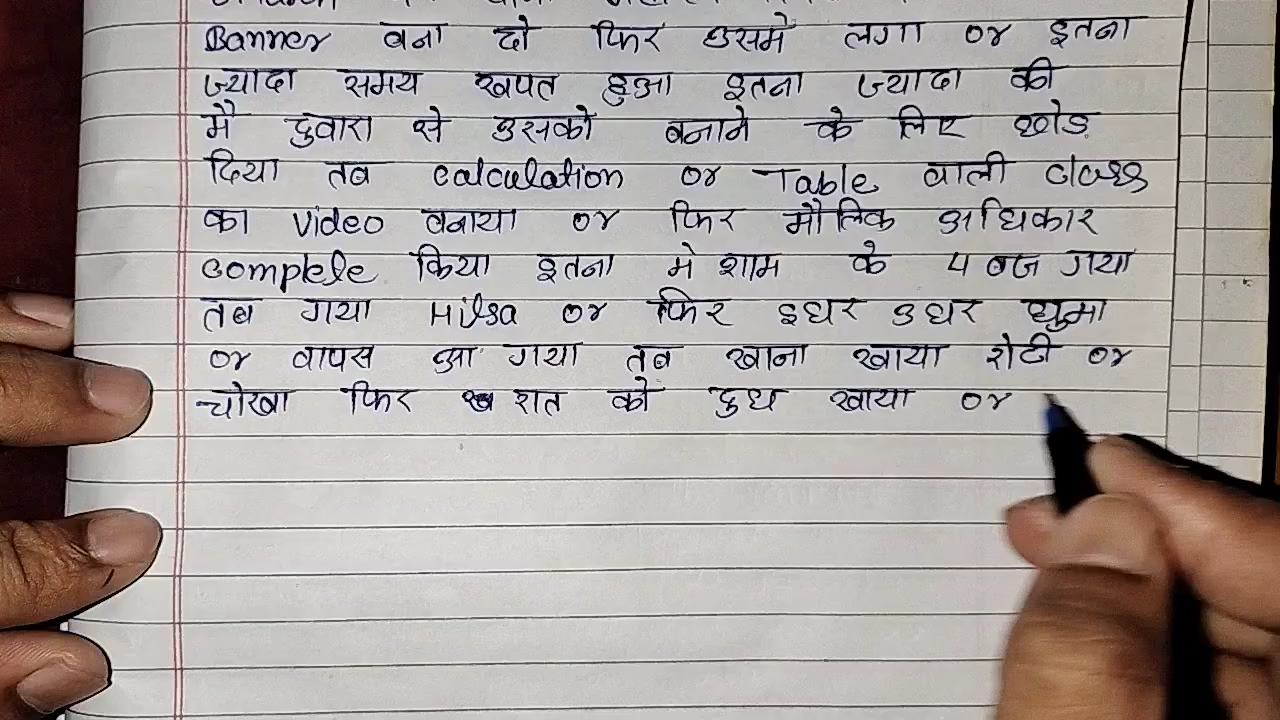 Banner बना दो फिर उसमे लगा or इतना
ज्यादा समय खपत हुआ इतना ज्यादा की
मै दुवारा से उसको बनाने के लिए छोड
दिया तब calculation or Table वाली class
का video बनाया or फिर मौलिक अधिकार
complete किया इतना मे शाम के 4 बज गया
तब गया Hilsa or फिर इधर उधर घुमा
or वापस आ गया तब खाना खाया रोटी or
चोखा फिर रात को दुध खाया or